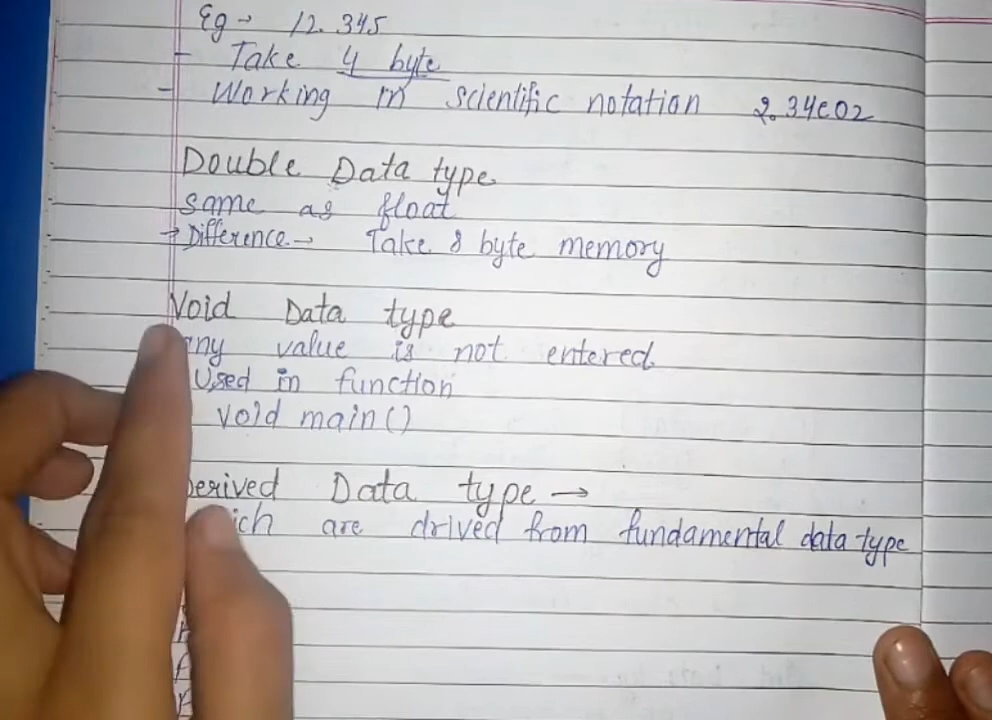 Eg → 12.345
- Take 4 byte
- Working in scientific notation 2.34e02
Double Data type
same as float
→ Difference → Take 8 byte memory
Void Data type
any value is not entered.
Used in function
void main()
Derived Data type →
which are drived from fundamental data type